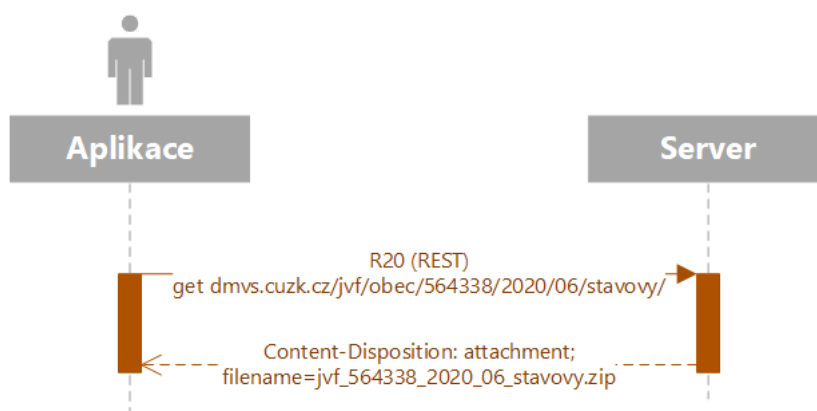 Aplikace
Server
R20 (REST)
get dmvs.cuzk.cz/jvf/obec/564338/2020/06/stavovy/
Content-Disposition: attachment;
filename=jvf_564338_2020_06_stavovy.zip